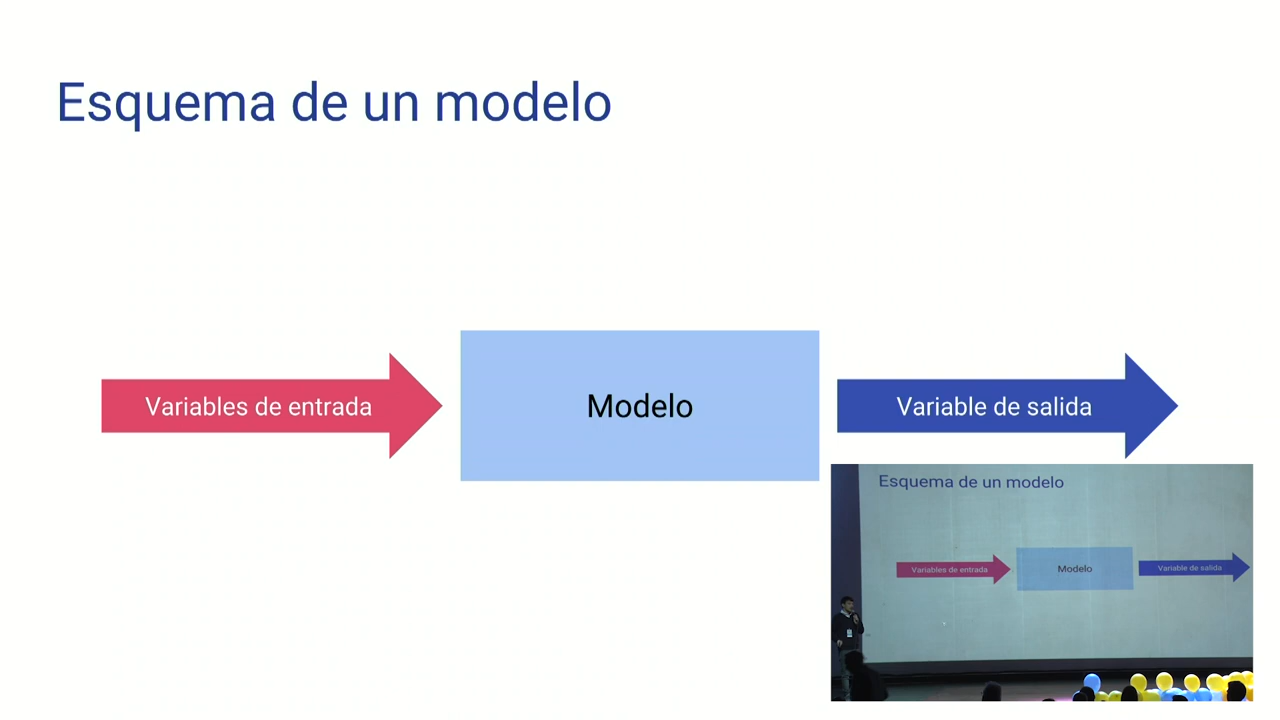 Esquema de un modelo
Variables de entrada
Modelo
Variable de salida
Esquema de un modelo
Variables de entrada
Modelo
Variable de salida